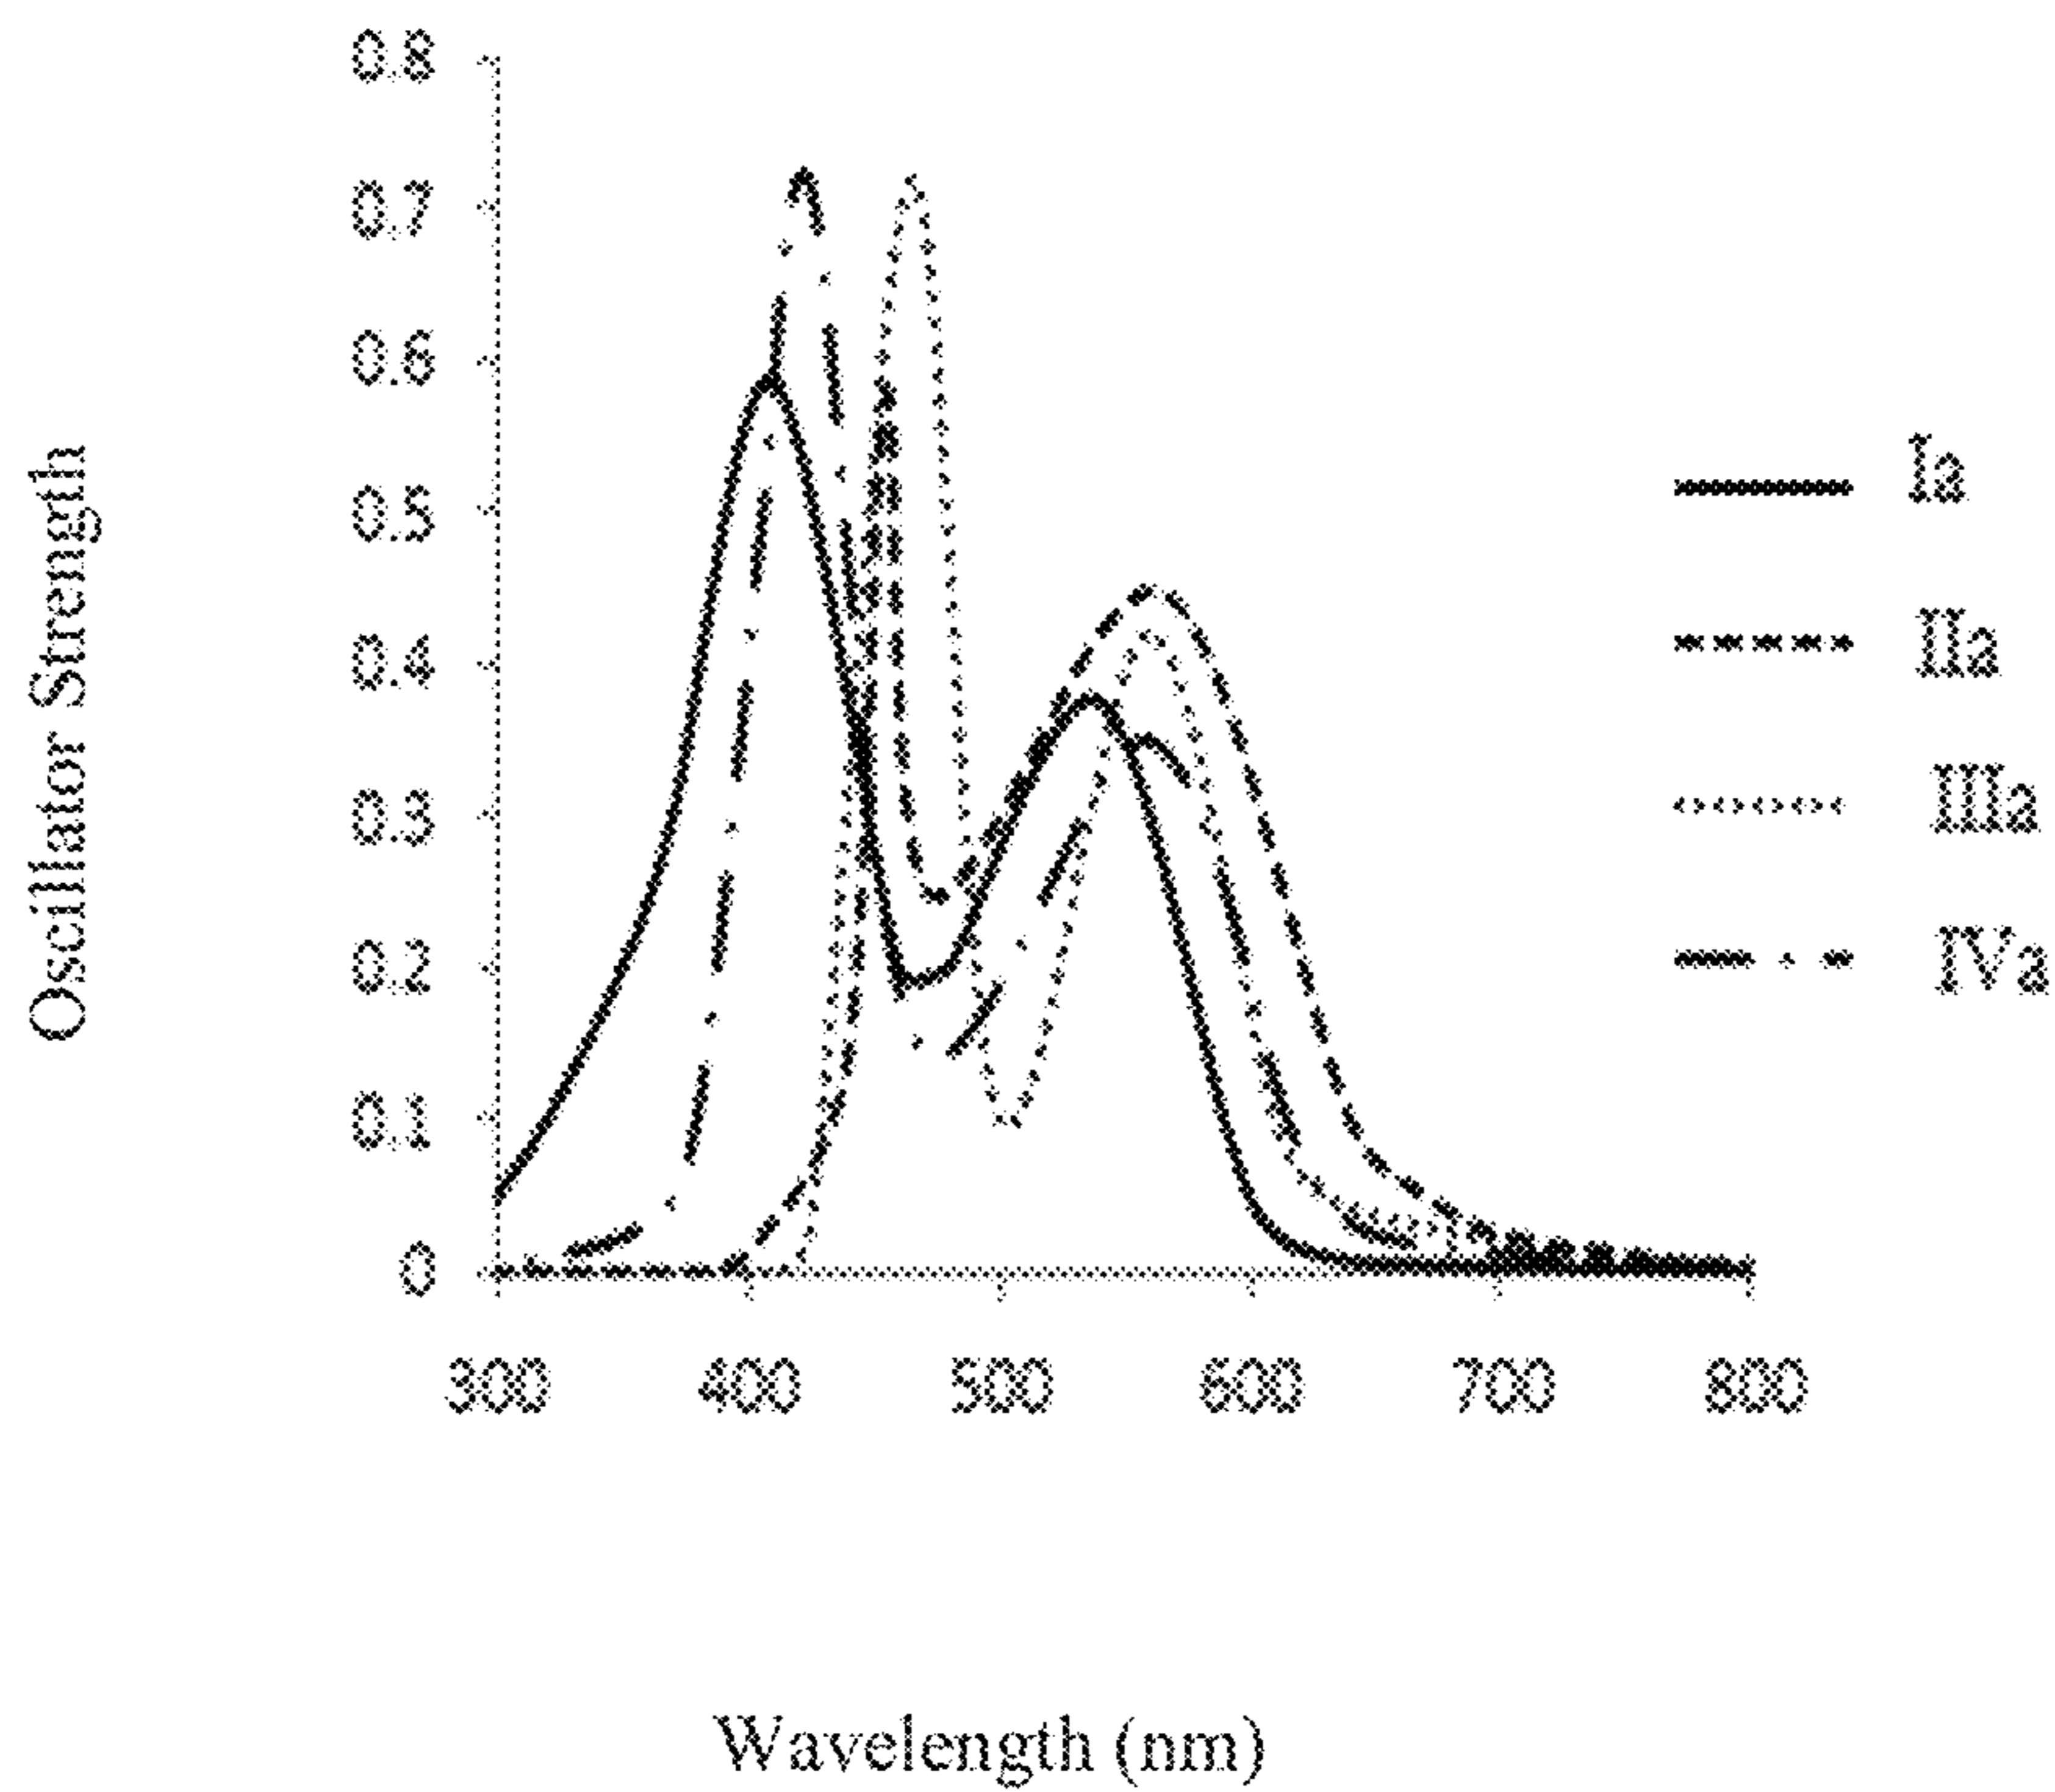 Oscillator Strength
0.8
0.7
0.6
0.5
0.4
0.3
0.2
0.1
0
300 400 500 600 700 800
Wavelength (nm)
Ia
IIa
IIIa
IVa